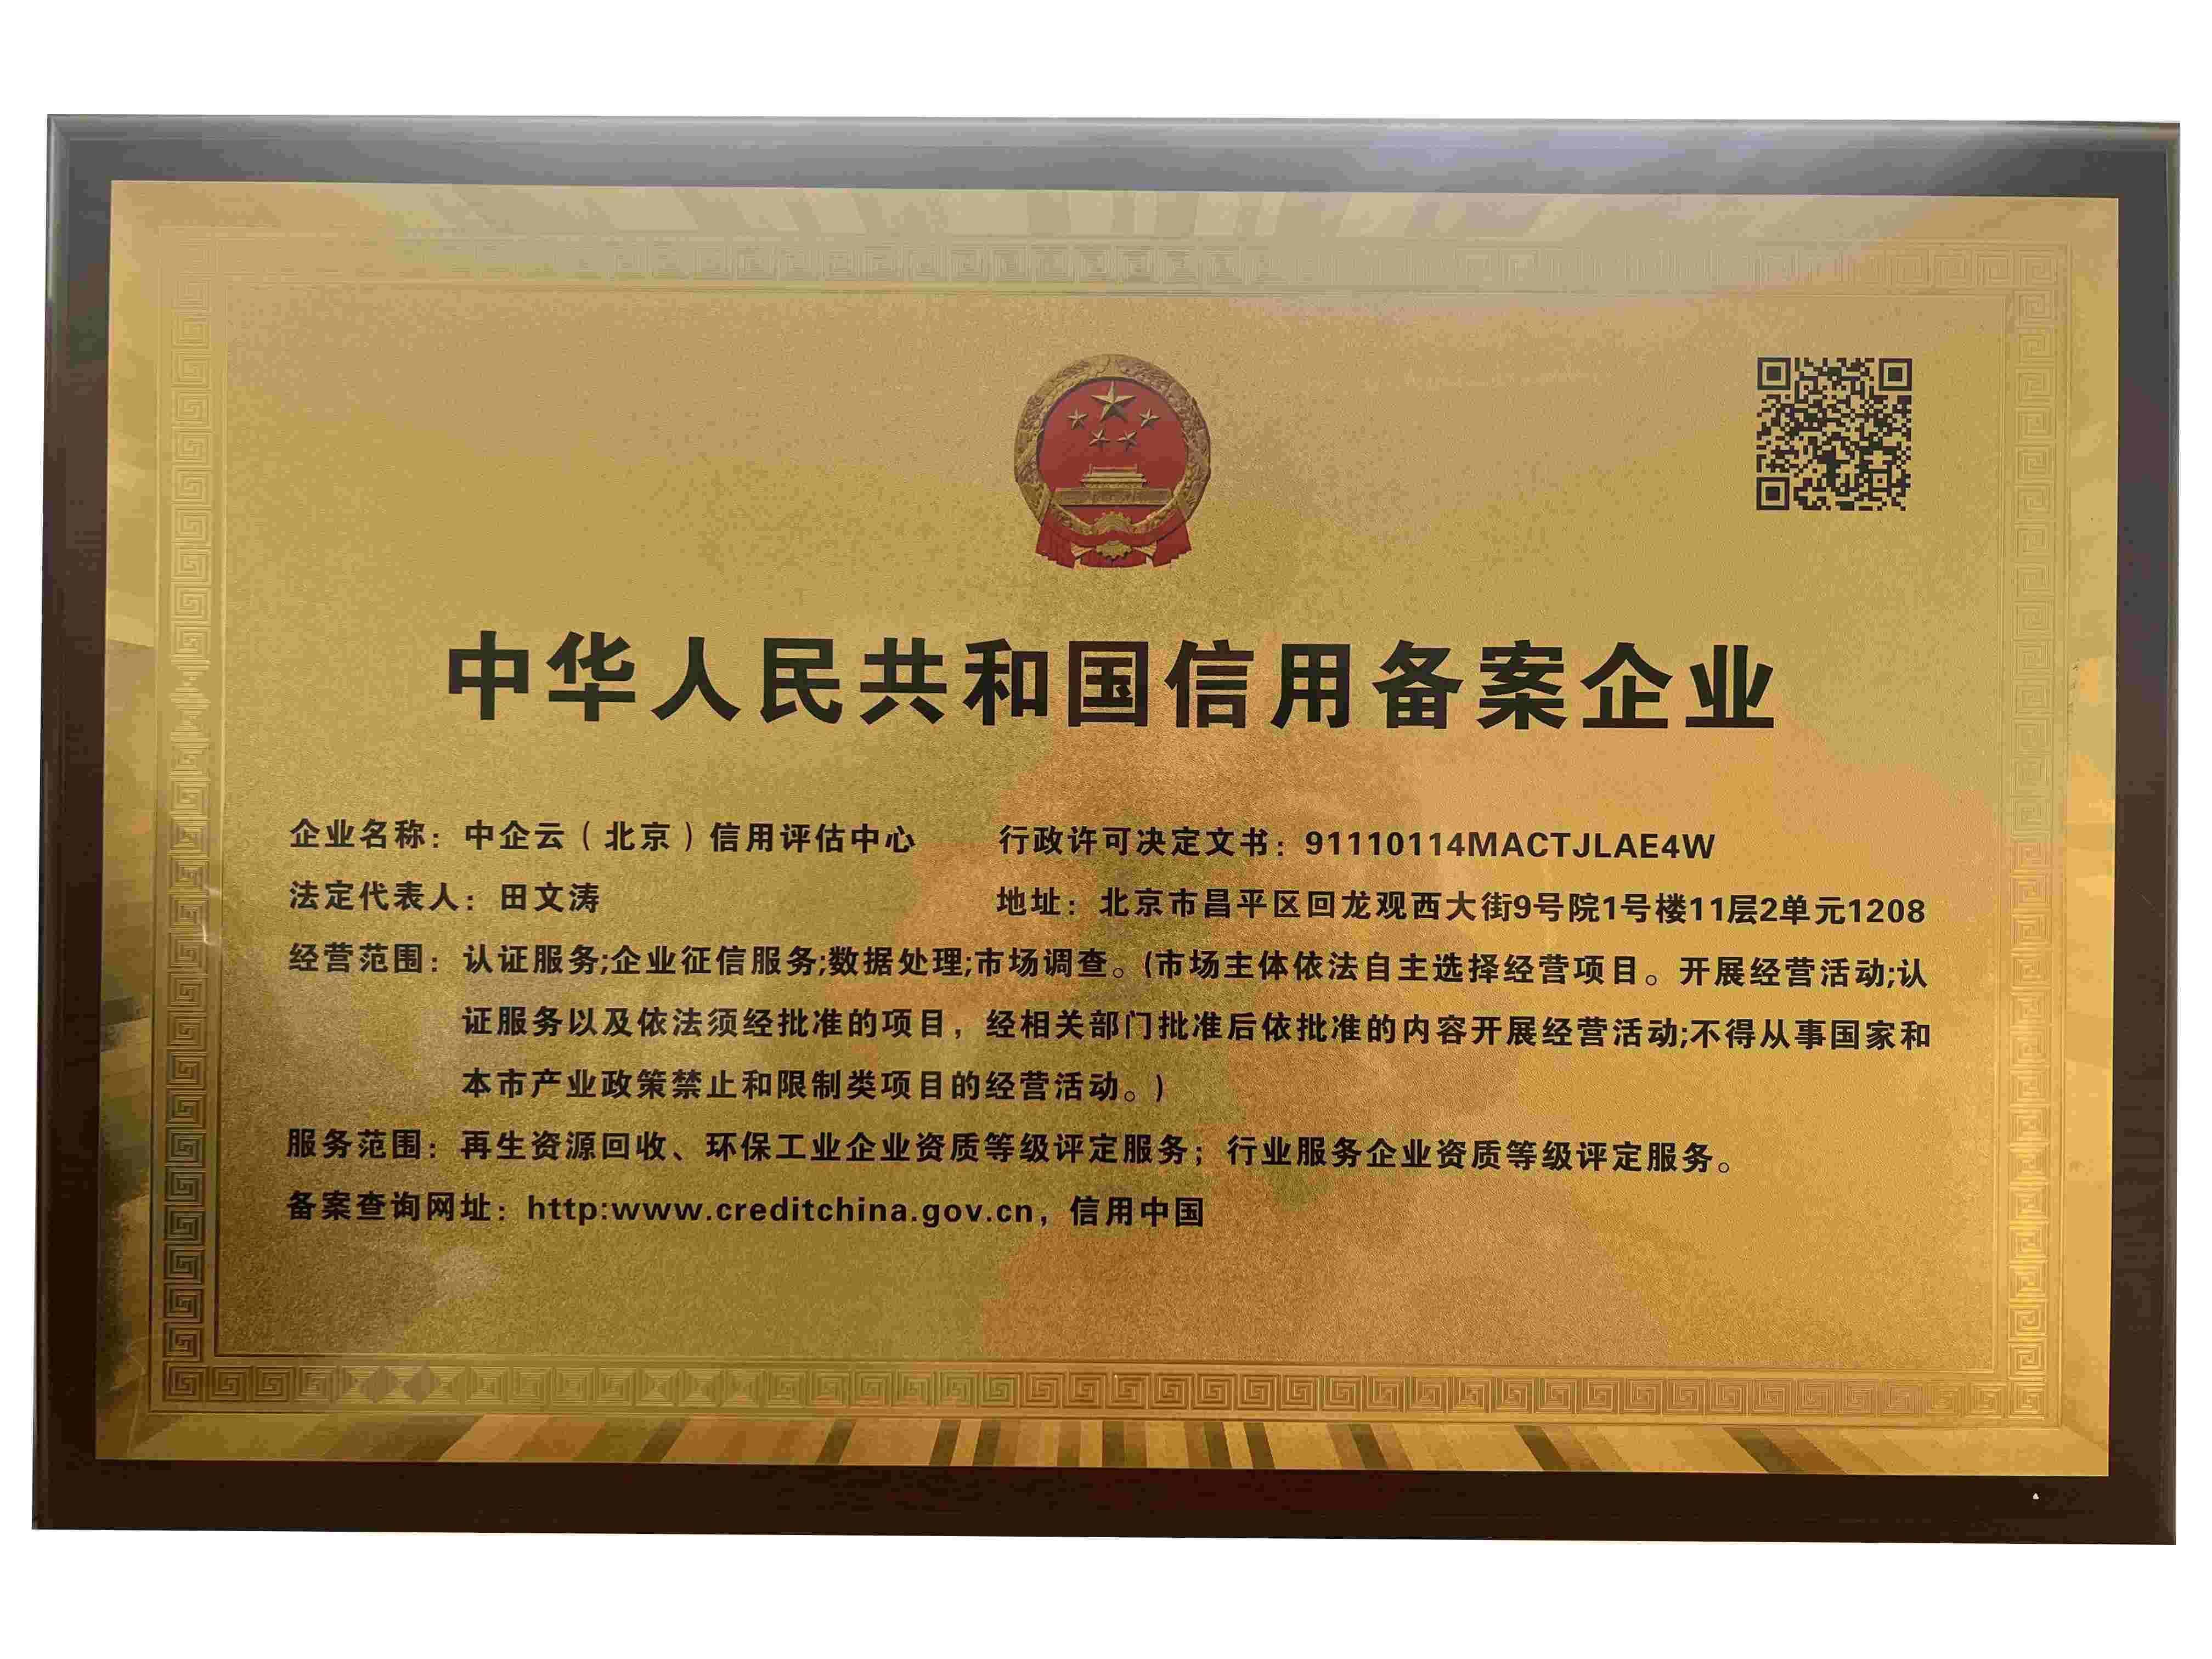 中华人民共和国信用备案企业
企业名称：中企云（北京）信用评估中心 行政许可决定文书：91110114MACTJLAE4W
法定代表人：田文涛 地址：北京市昌平区回龙观西大街9号院1号楼11层2单元1208
经营范围：认证服务;企业征信服务;数据处理;市场调查。(市场主体依法自主选择经营项目。开展经营活动;认
证服务以及依法须经批准的项目，经相关部门批准后依批准的内容开展经营活动;不得从事国家和
本市产业政策禁止和限制类项目的经营活动。)
服务范围：再生资源回收、环保工业企业资质等级评定服务；行业服务企业资质等级评定服务。
备案查询网址：http:www.creditchina.gov.cn，信用中国